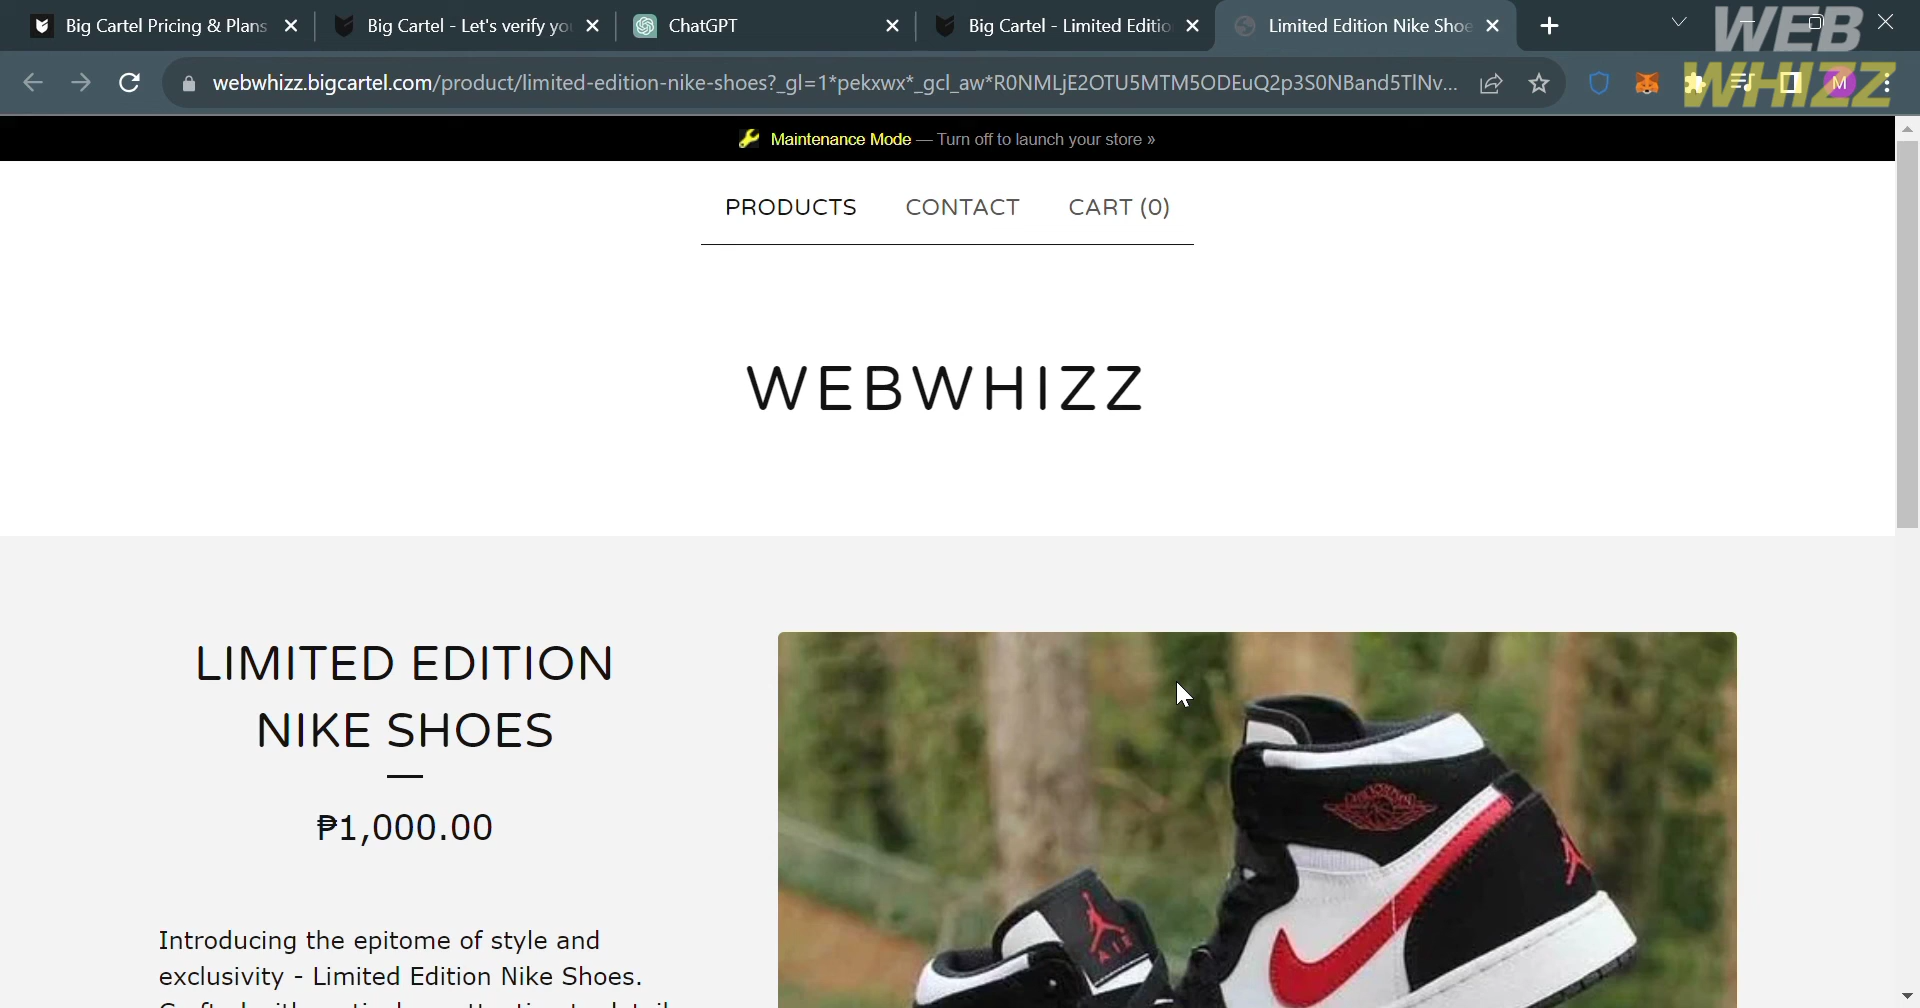 Big Cartel Pricing & Plans
Big Cartel - Let's verify yo
ChatGPT
Big Cartel - Limited Editio
Limited Edition Nike Shoe
WEB
WHIZZ
webwhizz.bigcartel.com/product/limited-edition-nike-shoes?_gl=1*pekxwx*_gcl_aw*R0NMLjE2OTU5MTM5ODEuQ2p3S0NBand5TlNv...
M
Maintenance Mode — Turn off to launch your store »
PRODUCTS
CONTACT
CART (0)
WEBWHIZZ
LIMITED EDITION
NIKE SHOES
₱1,000.00
Introducing the epitome of style and
exclusivity - Limited Edition Nike Shoes.
AIR